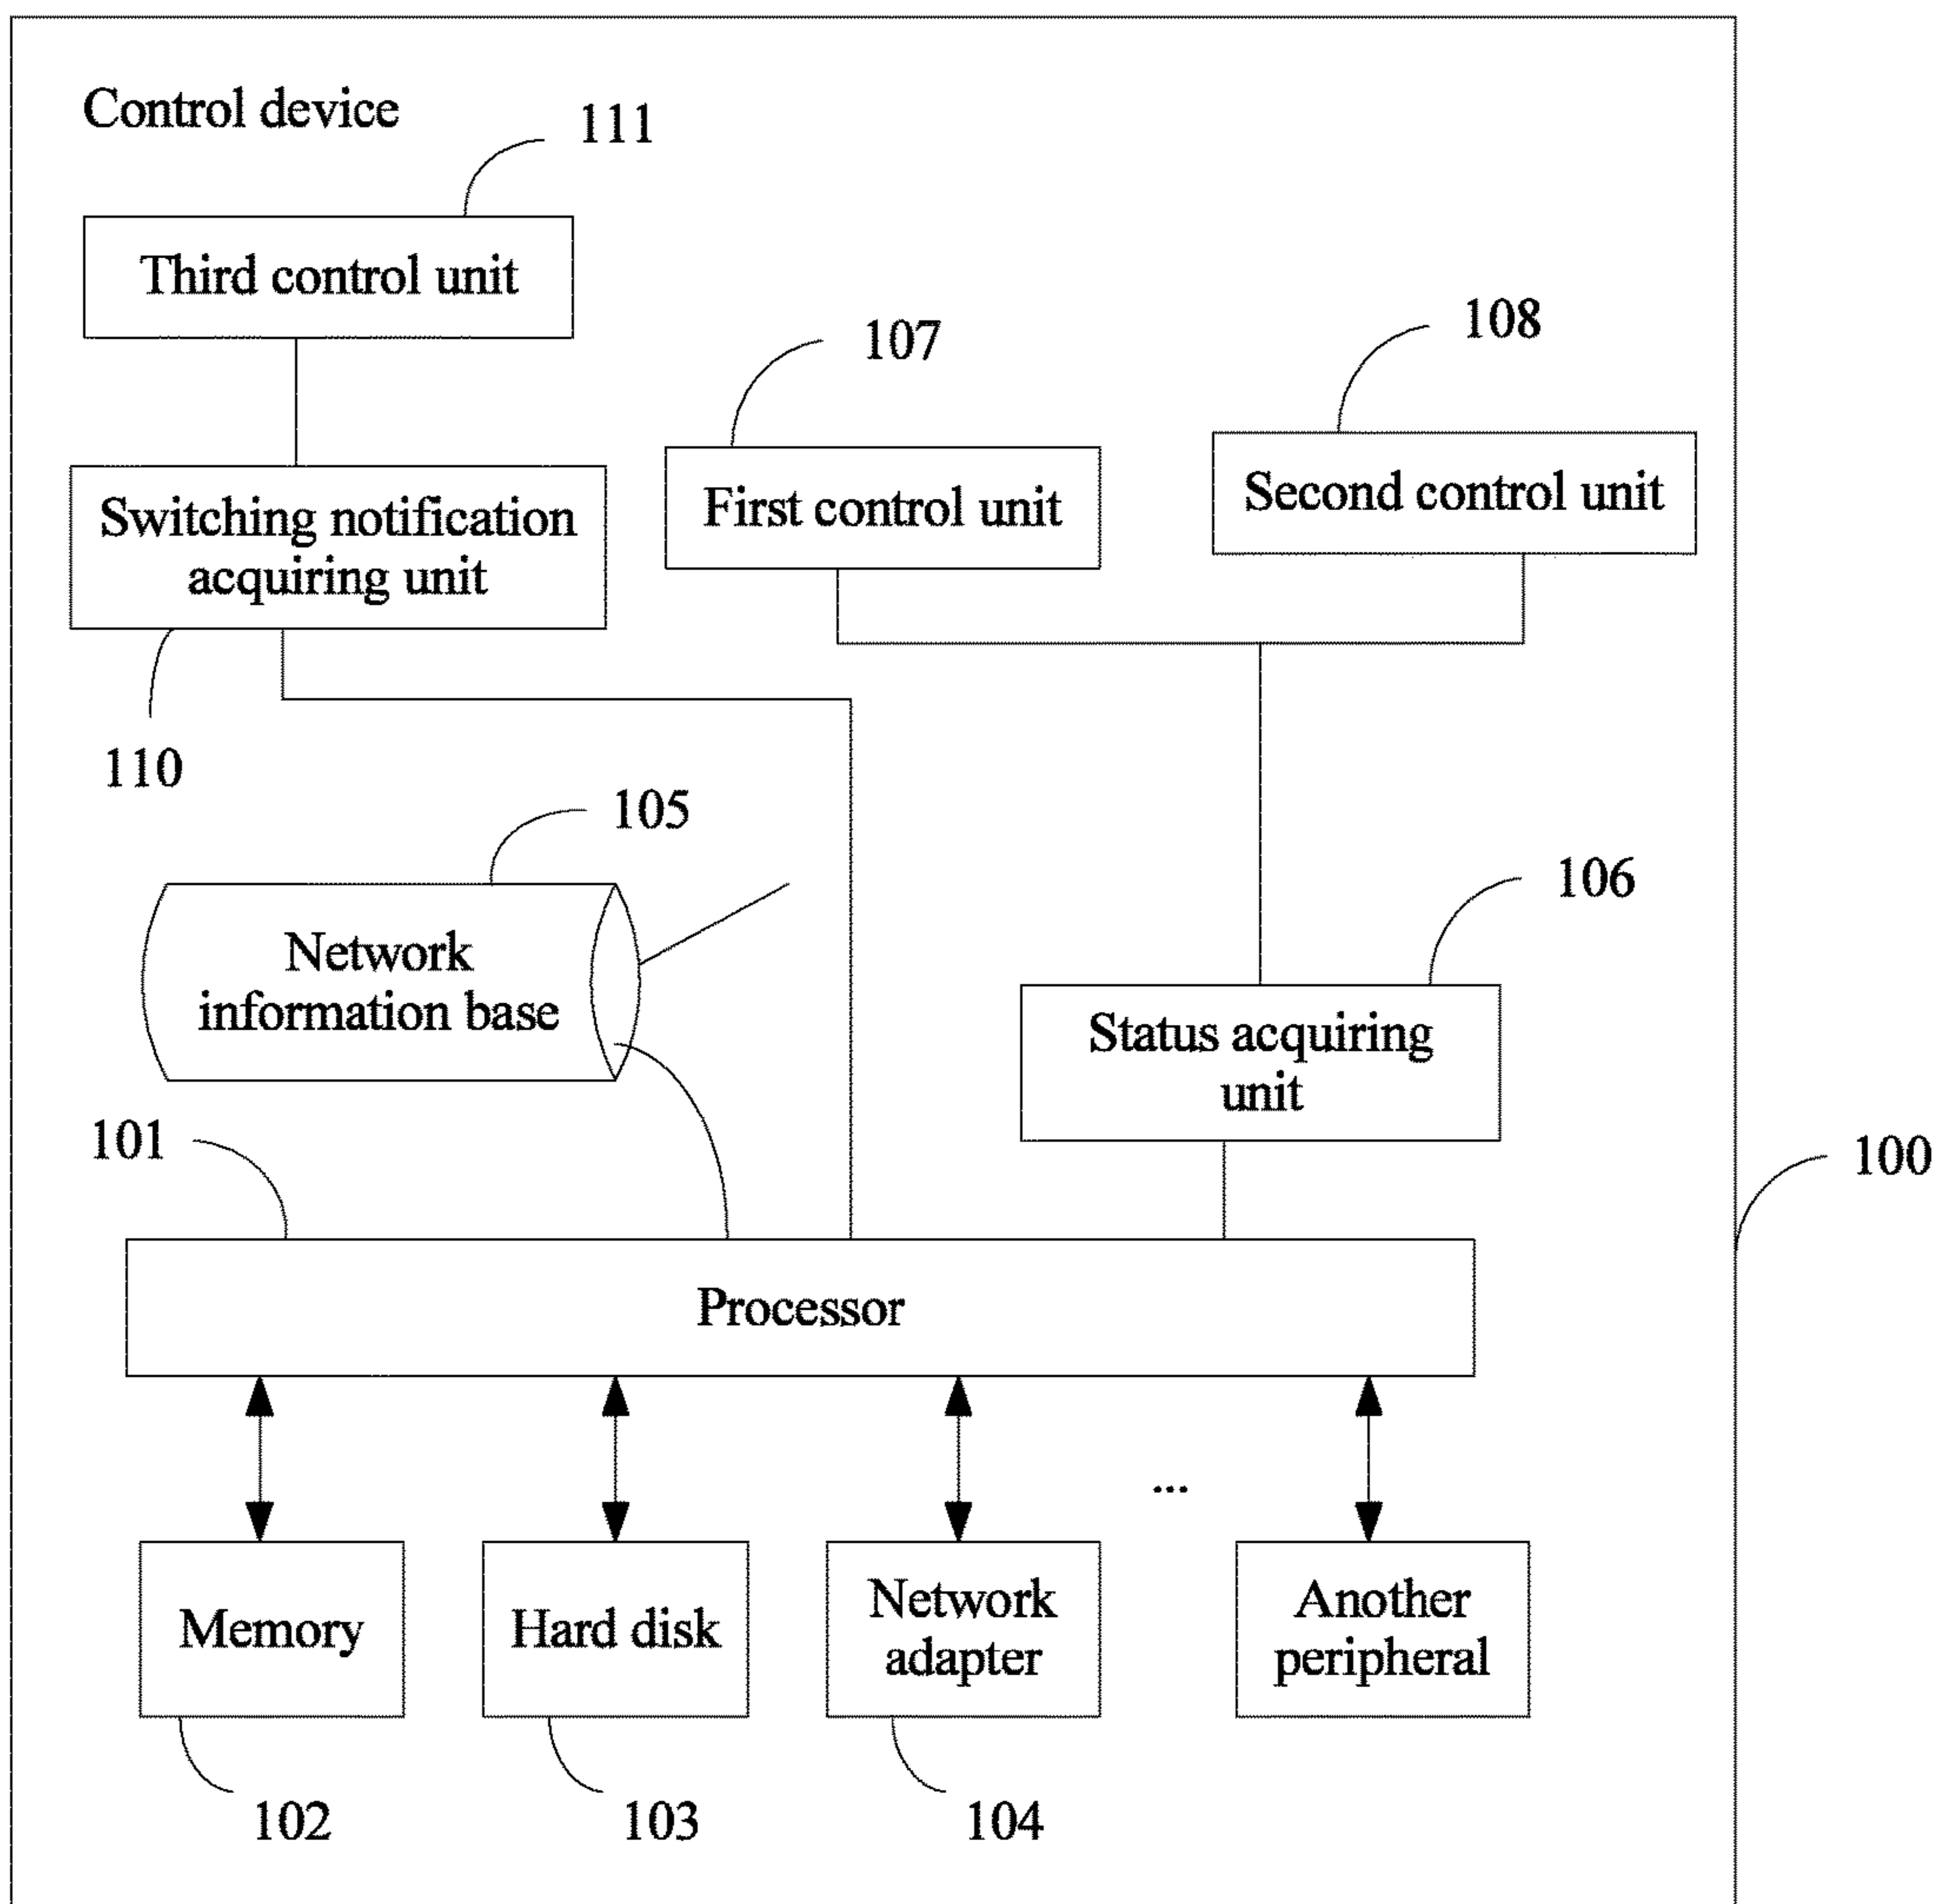 Control device
111
Third control unit
107
108
First control unit
Second control unit
Switching notification
acquiring unit
110
105
106
Network
information base
Status acquiring
unit
101
100
Processor
...
Memory
Hard disk
Network
adapter
Another
peripheral
102
103
104